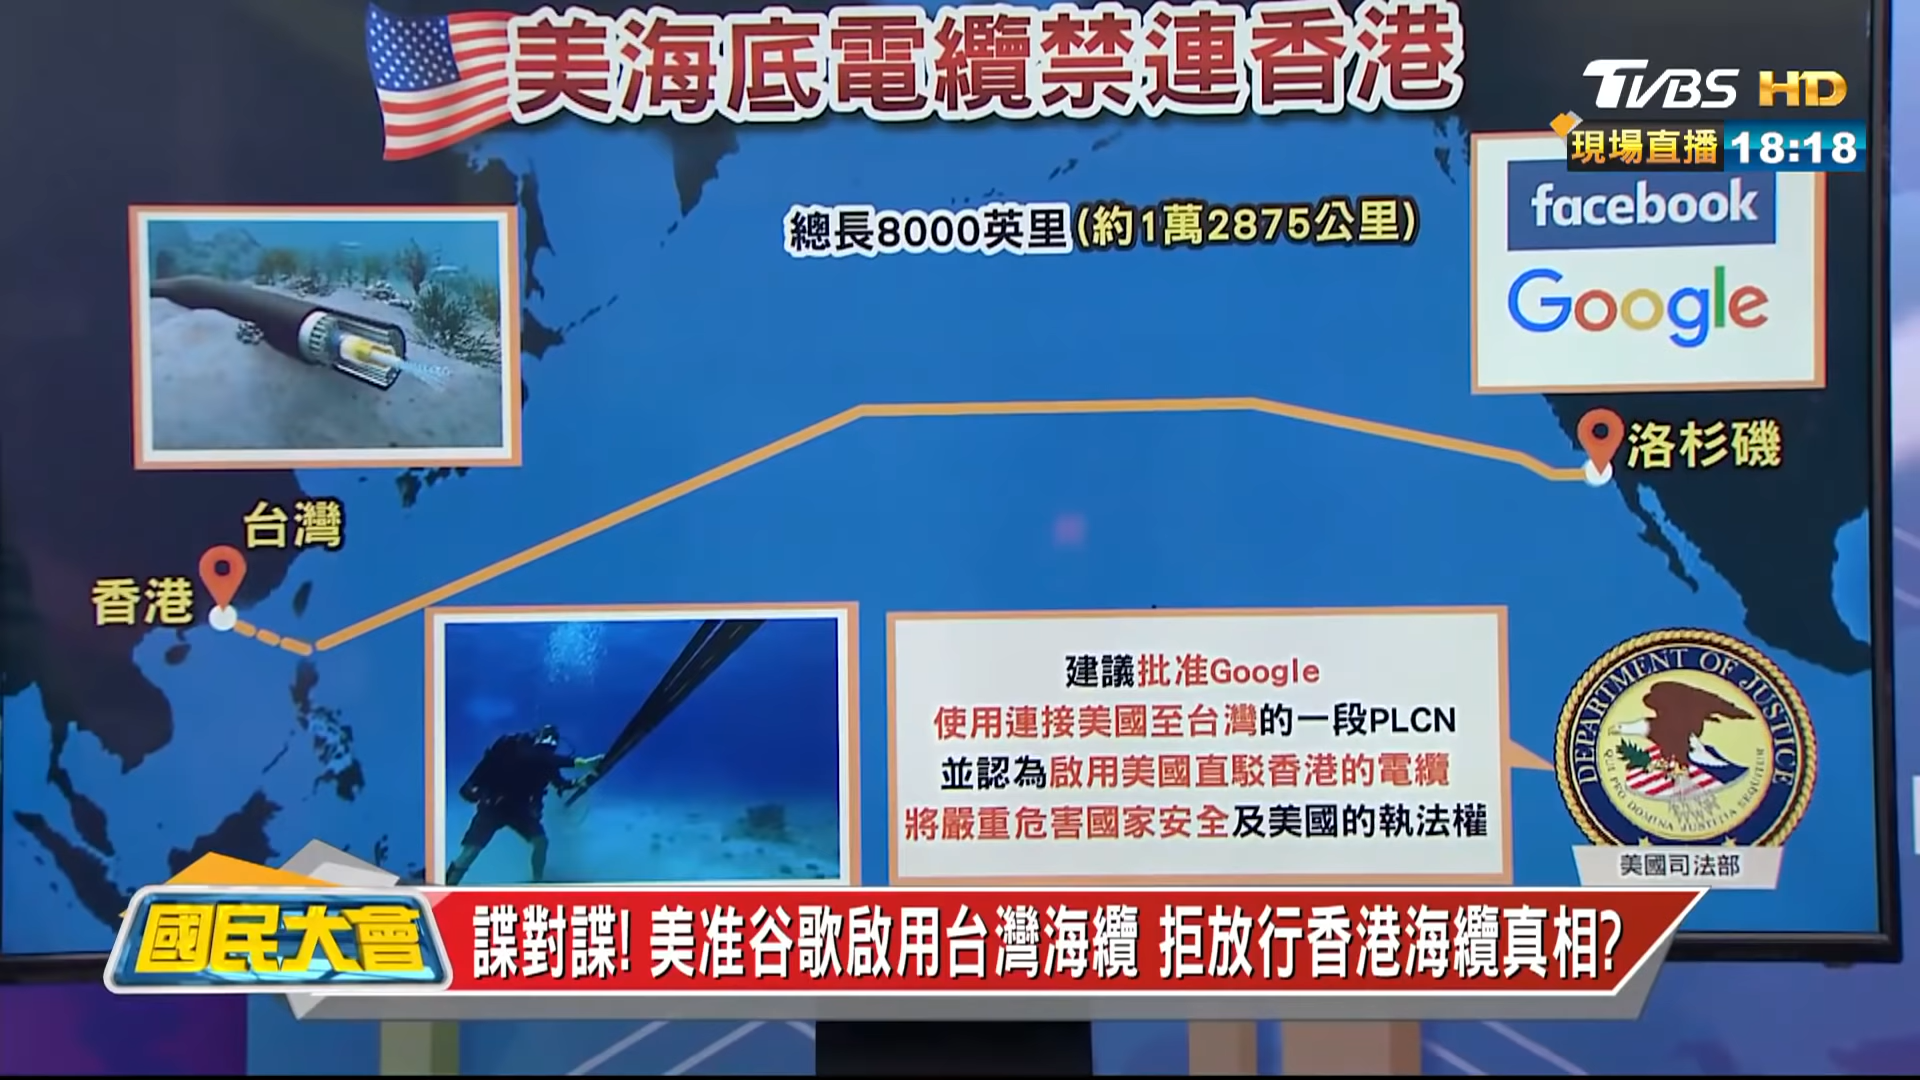 美海底電纜禁連香港
TVBS HD
現場直播 18:18
facebook
Google
總長8000英里(約1萬2875公里)
洛杉磯
台灣
香港
建議批准Google
使用連接美國至台灣的一段PLCN
並認為啟用美國直駁香港的電纜
將嚴重危害國家安全及美國的執法權
DEPARTMENT OF JUSTICE
QUI PRO DOMINA JUSTITIA SEQUITUR
美國司法部
國民大會
諜對諜! 美准谷歌啟用台灣海纜 拒放行香港海纜真相?